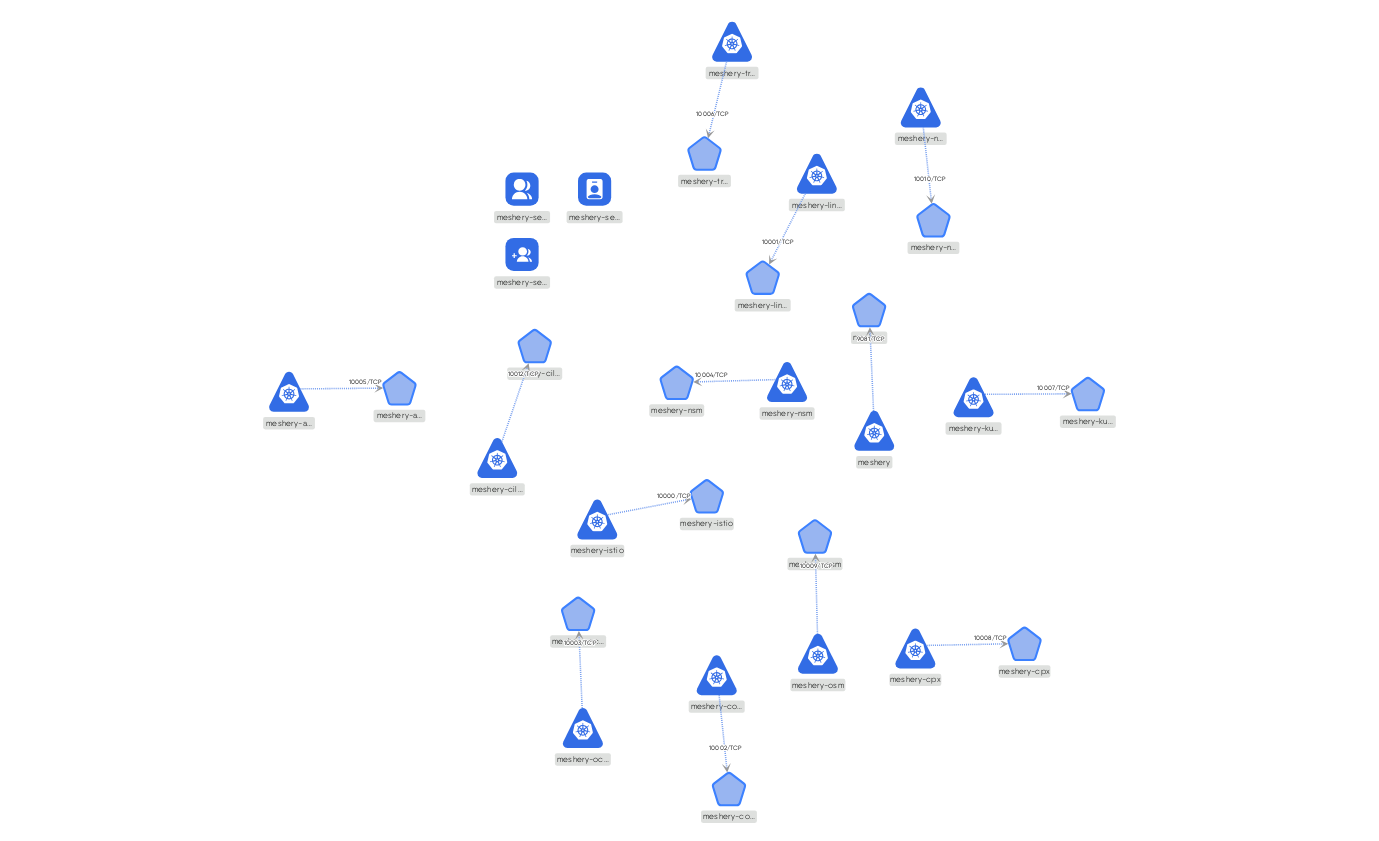 meshery-tr...
10006/TCP
meshery-n...
meshery-tr...
10010/TCP
meshery-lin...
meshery-se...
meshery-se...
10001/TCP
meshery-n...
meshery-se...
meshery-lin...
9081/TCP
10012/TCP
y-cil...
10004/TCP
10005/TCP
10007/TCP
meshery-nsm
meshery-nsm
meshery-a...
meshery-a...
meshery-ku...
meshery-ku...
meshery
meshery-cil...
10000/TCP
meshery-istio
meshery-istio
10009/TCP
10003/TCP
10008/TCP
meshery-cpx
meshery-cpx
meshery-osm
meshery-co...
10002/TCP
meshery-oc...
meshery-co...